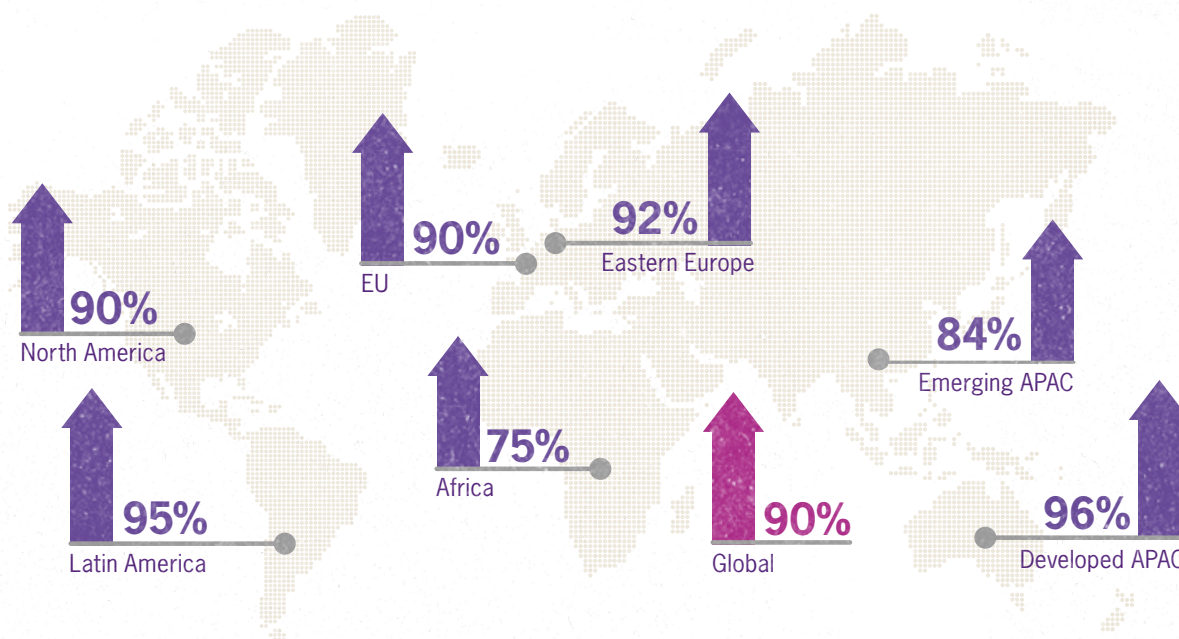 90%
North America
90%
EU
92%
Eastern Europe
84%
Emerging APAC
95%
Latin America
75%
Africa
90%
Global
96%
Developed APAC